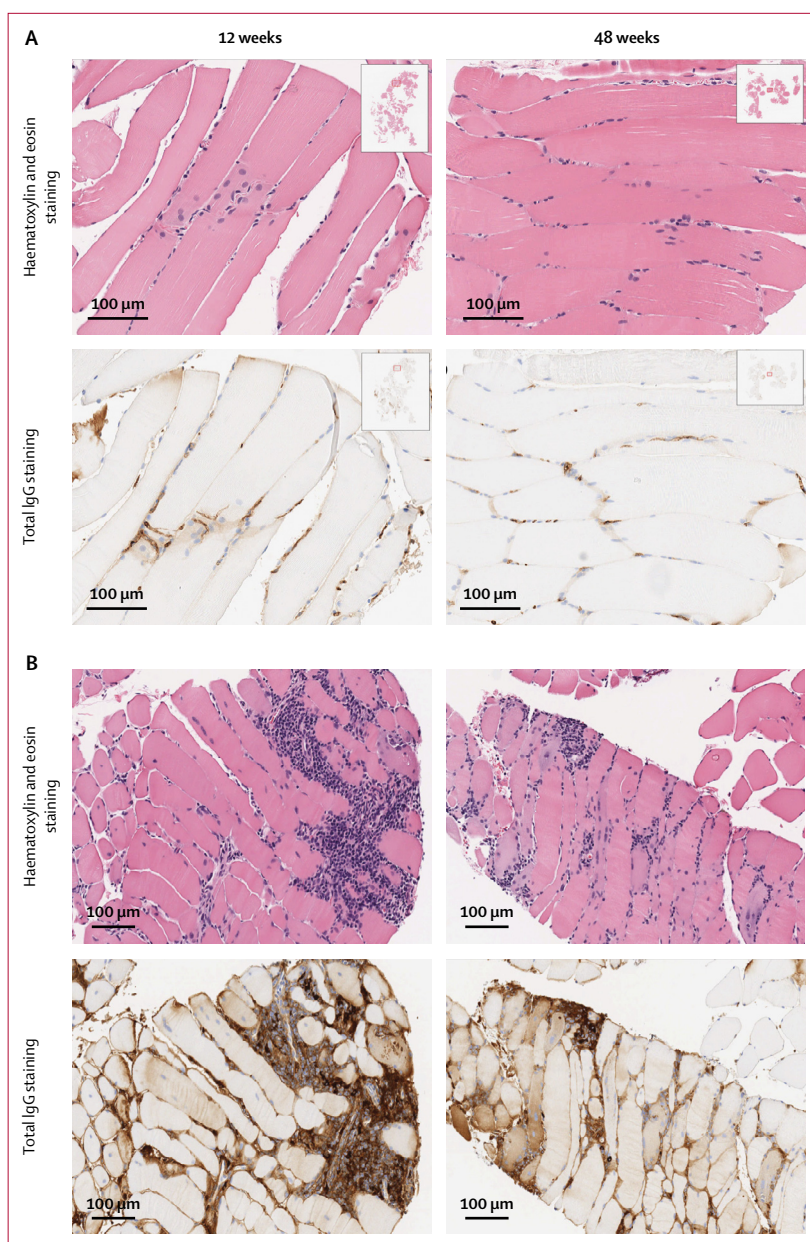 A
12 weeks
48 weeks
Haematoxylin and eosin
staining
100 µm
100 µm
Total IgG staining
100 µm
100 µm
B
Haematoxylin and eosin
staining
100 µm
100 µm
Total IgG staining
100 µm
100 µm